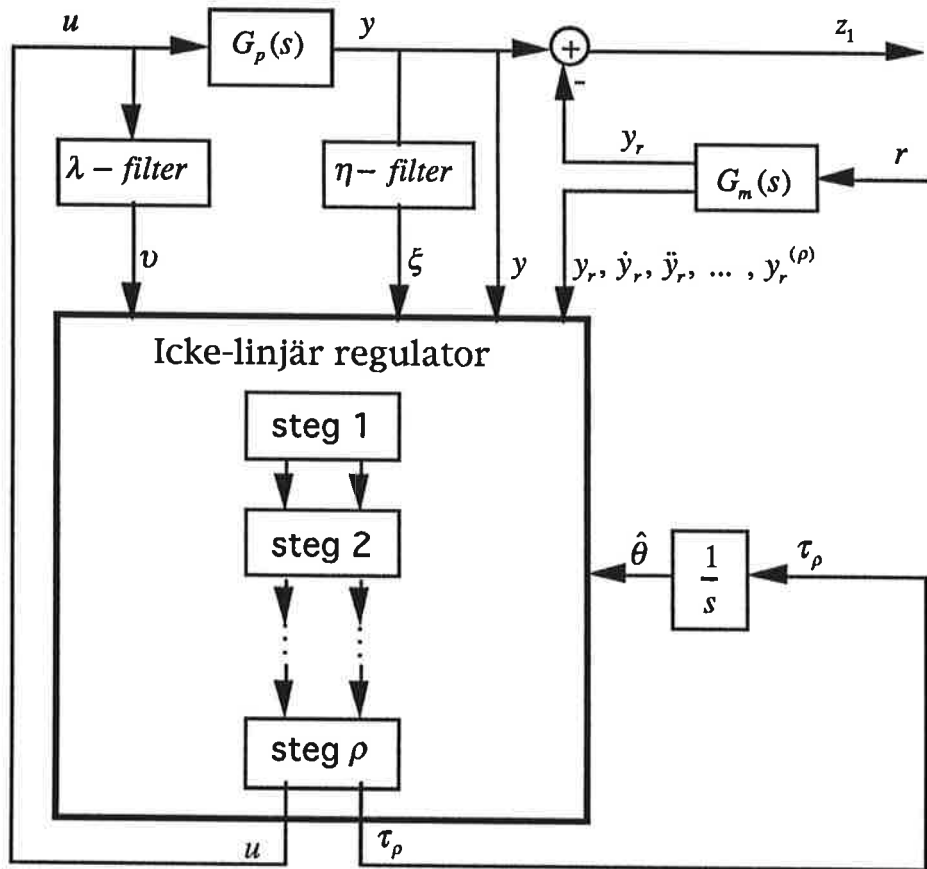 u
G_p(s)
y
+
-
z_1
λ – filter
η – filter
y_r
G_m(s)
r
υ
ξ
y
y_r, ẏ_r, ÿ_r, ... , y_r^(ρ)
Icke-linjär regulator
steg 1
steg 2
steg ρ
θ̂
1/s
τ_ρ
u
τ_ρ